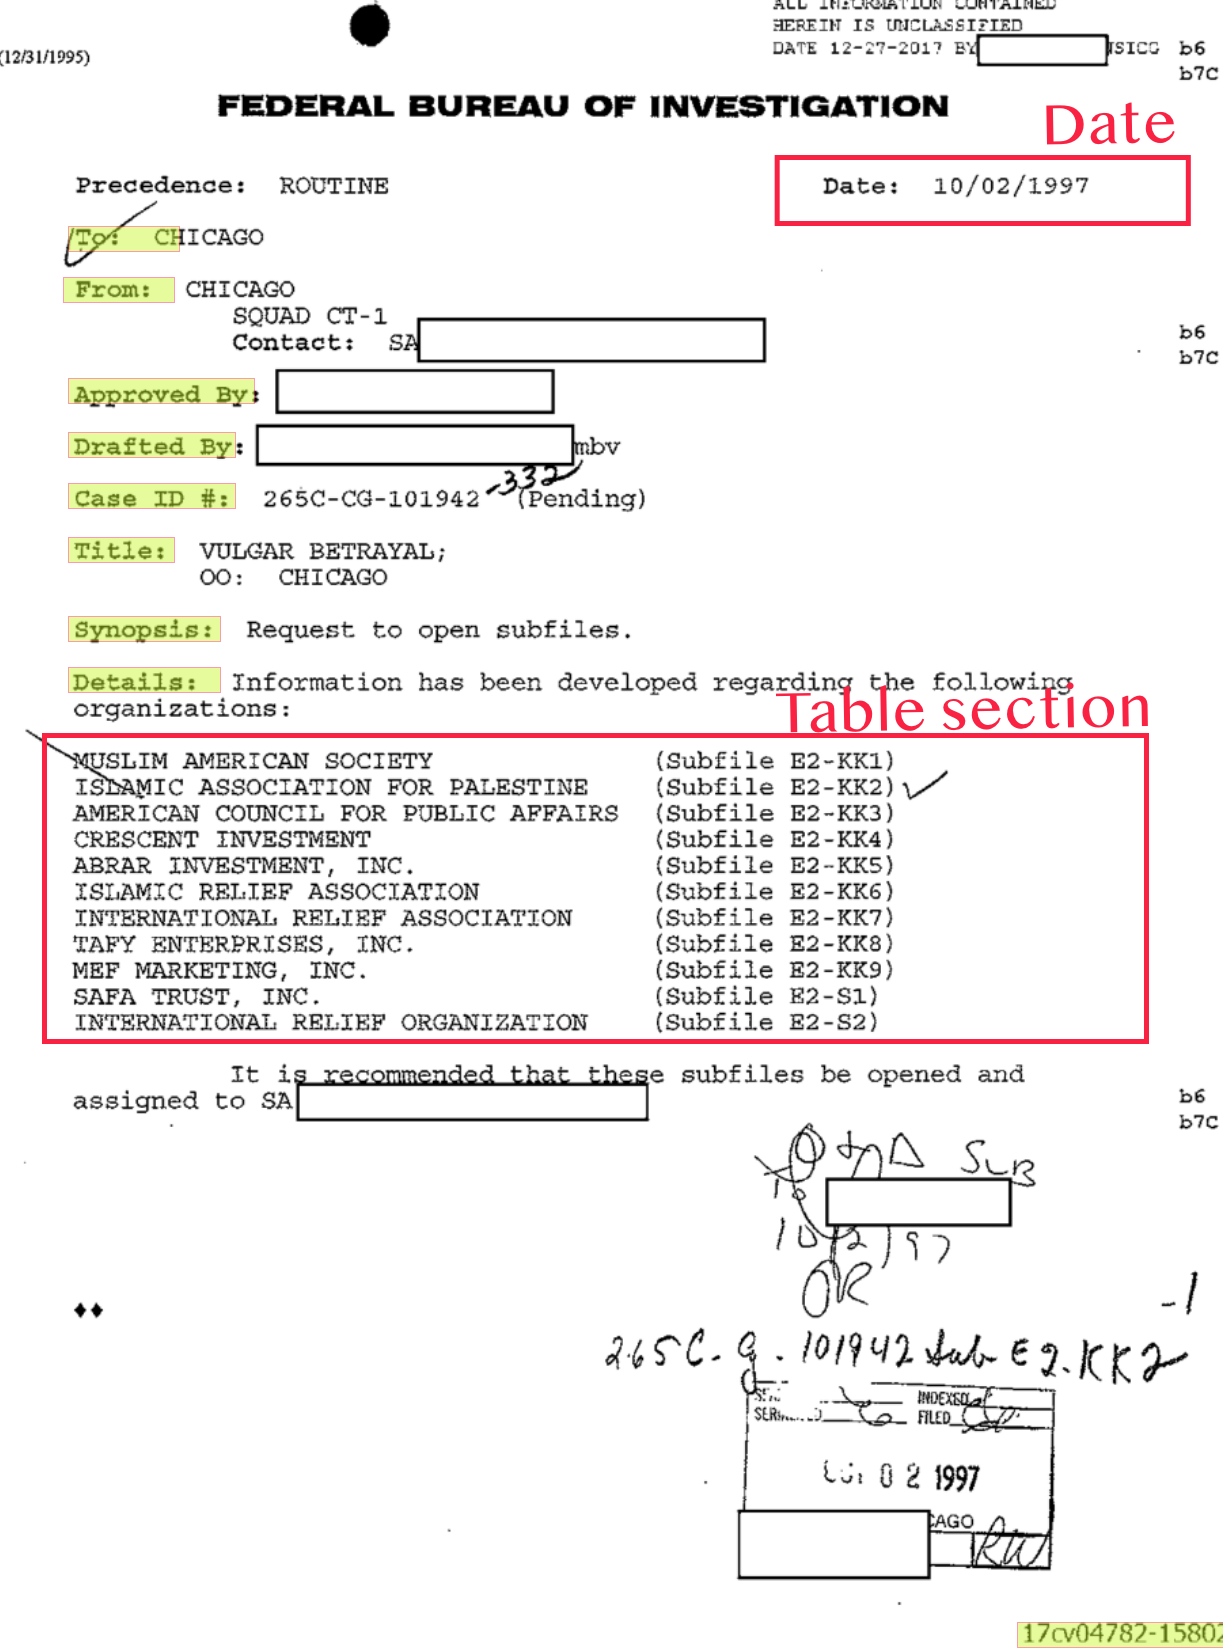 ALL INFORMATION CONTAINED
HEREIN IS UNCLASSIFIED
DATE 12-27-2017 BY NSICG b6
b7C
(12/31/1995)
FEDERAL BUREAU OF INVESTIGATION
Date
Precedence: ROUTINE Date: 10/02/1997
To: CHICAGO
From: CHICAGO
SQUAD CT-1
Contact: SA
b6
b7C
Approved By:
Drafted By: mbv
Case ID #: 265C-CG-101942 -332 (Pending)
Title: VULGAR BETRAYAL;
OO: CHICAGO
Synopsis: Request to open subfiles.
Details: Information has been developed regarding the following
organizations:
Table section
MUSLIM AMERICAN SOCIETY (Subfile E2-KK1)
ISLAMIC ASSOCIATION FOR PALESTINE (Subfile E2-KK2)
AMERICAN COUNCIL FOR PUBLIC AFFAIRS (Subfile E2-KK3)
CRESCENT INVESTMENT (Subfile E2-KK4)
ABRAR INVESTMENT, INC. (Subfile E2-KK5)
ISLAMIC RELIEF ASSOCIATION (Subfile E2-KK6)
INTERNATIONAL RELIEF ASSOCIATION (Subfile E2-KK7)
TAFY ENTERPRISES, INC. (Subfile E2-KK8)
MEF MARKETING, INC. (Subfile E2-KK9)
SAFA TRUST, INC. (Subfile E2-S1)
INTERNATIONAL RELIEF ORGANIZATION (Subfile E2-S2)
It is recommended that these subfiles be opened and
assigned to SA
b6
b7C
SUB
10/2/97
OR
-1
265C-CG-101942 Sub E2-KK2
INDEXED
FILED
02 1997
CAGO
RW
17cv04782-15802